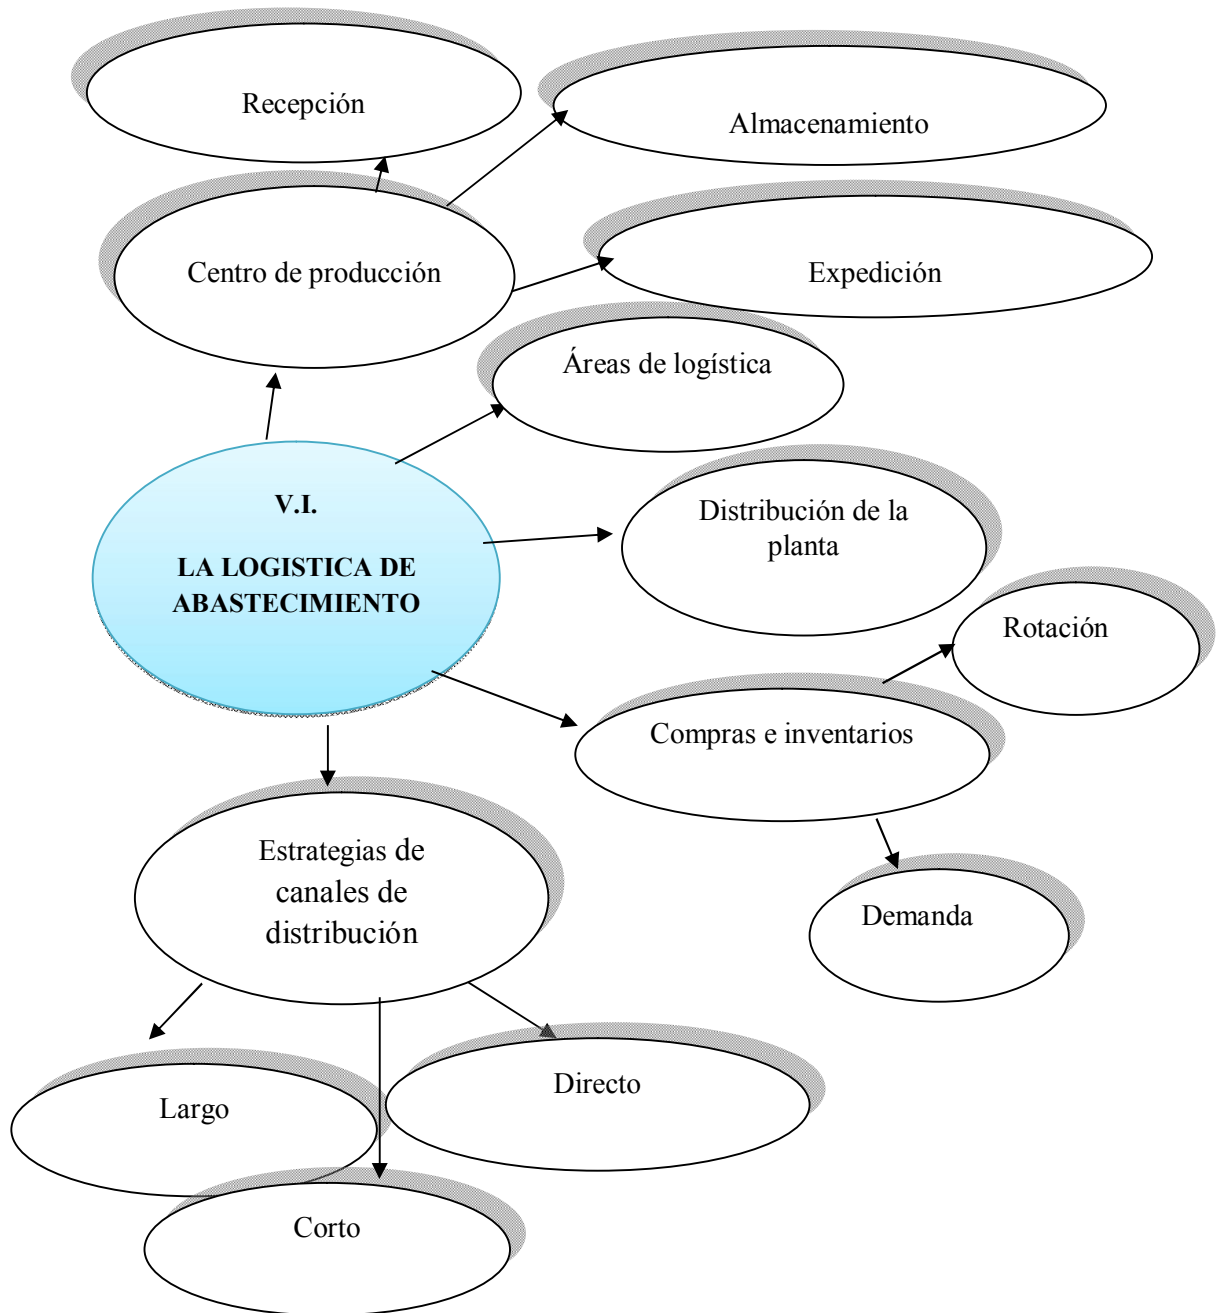 Recepción
Almacenamiento
Centro de producción
Expedición
Áreas de logística
V.I.
LA LOGISTICA DE
ABASTECIMIENTO
Distribución de la
planta
Rotación
Compras e inventarios
Estrategias de
canales de
distribución
Demanda
Directo
Largo
Corto